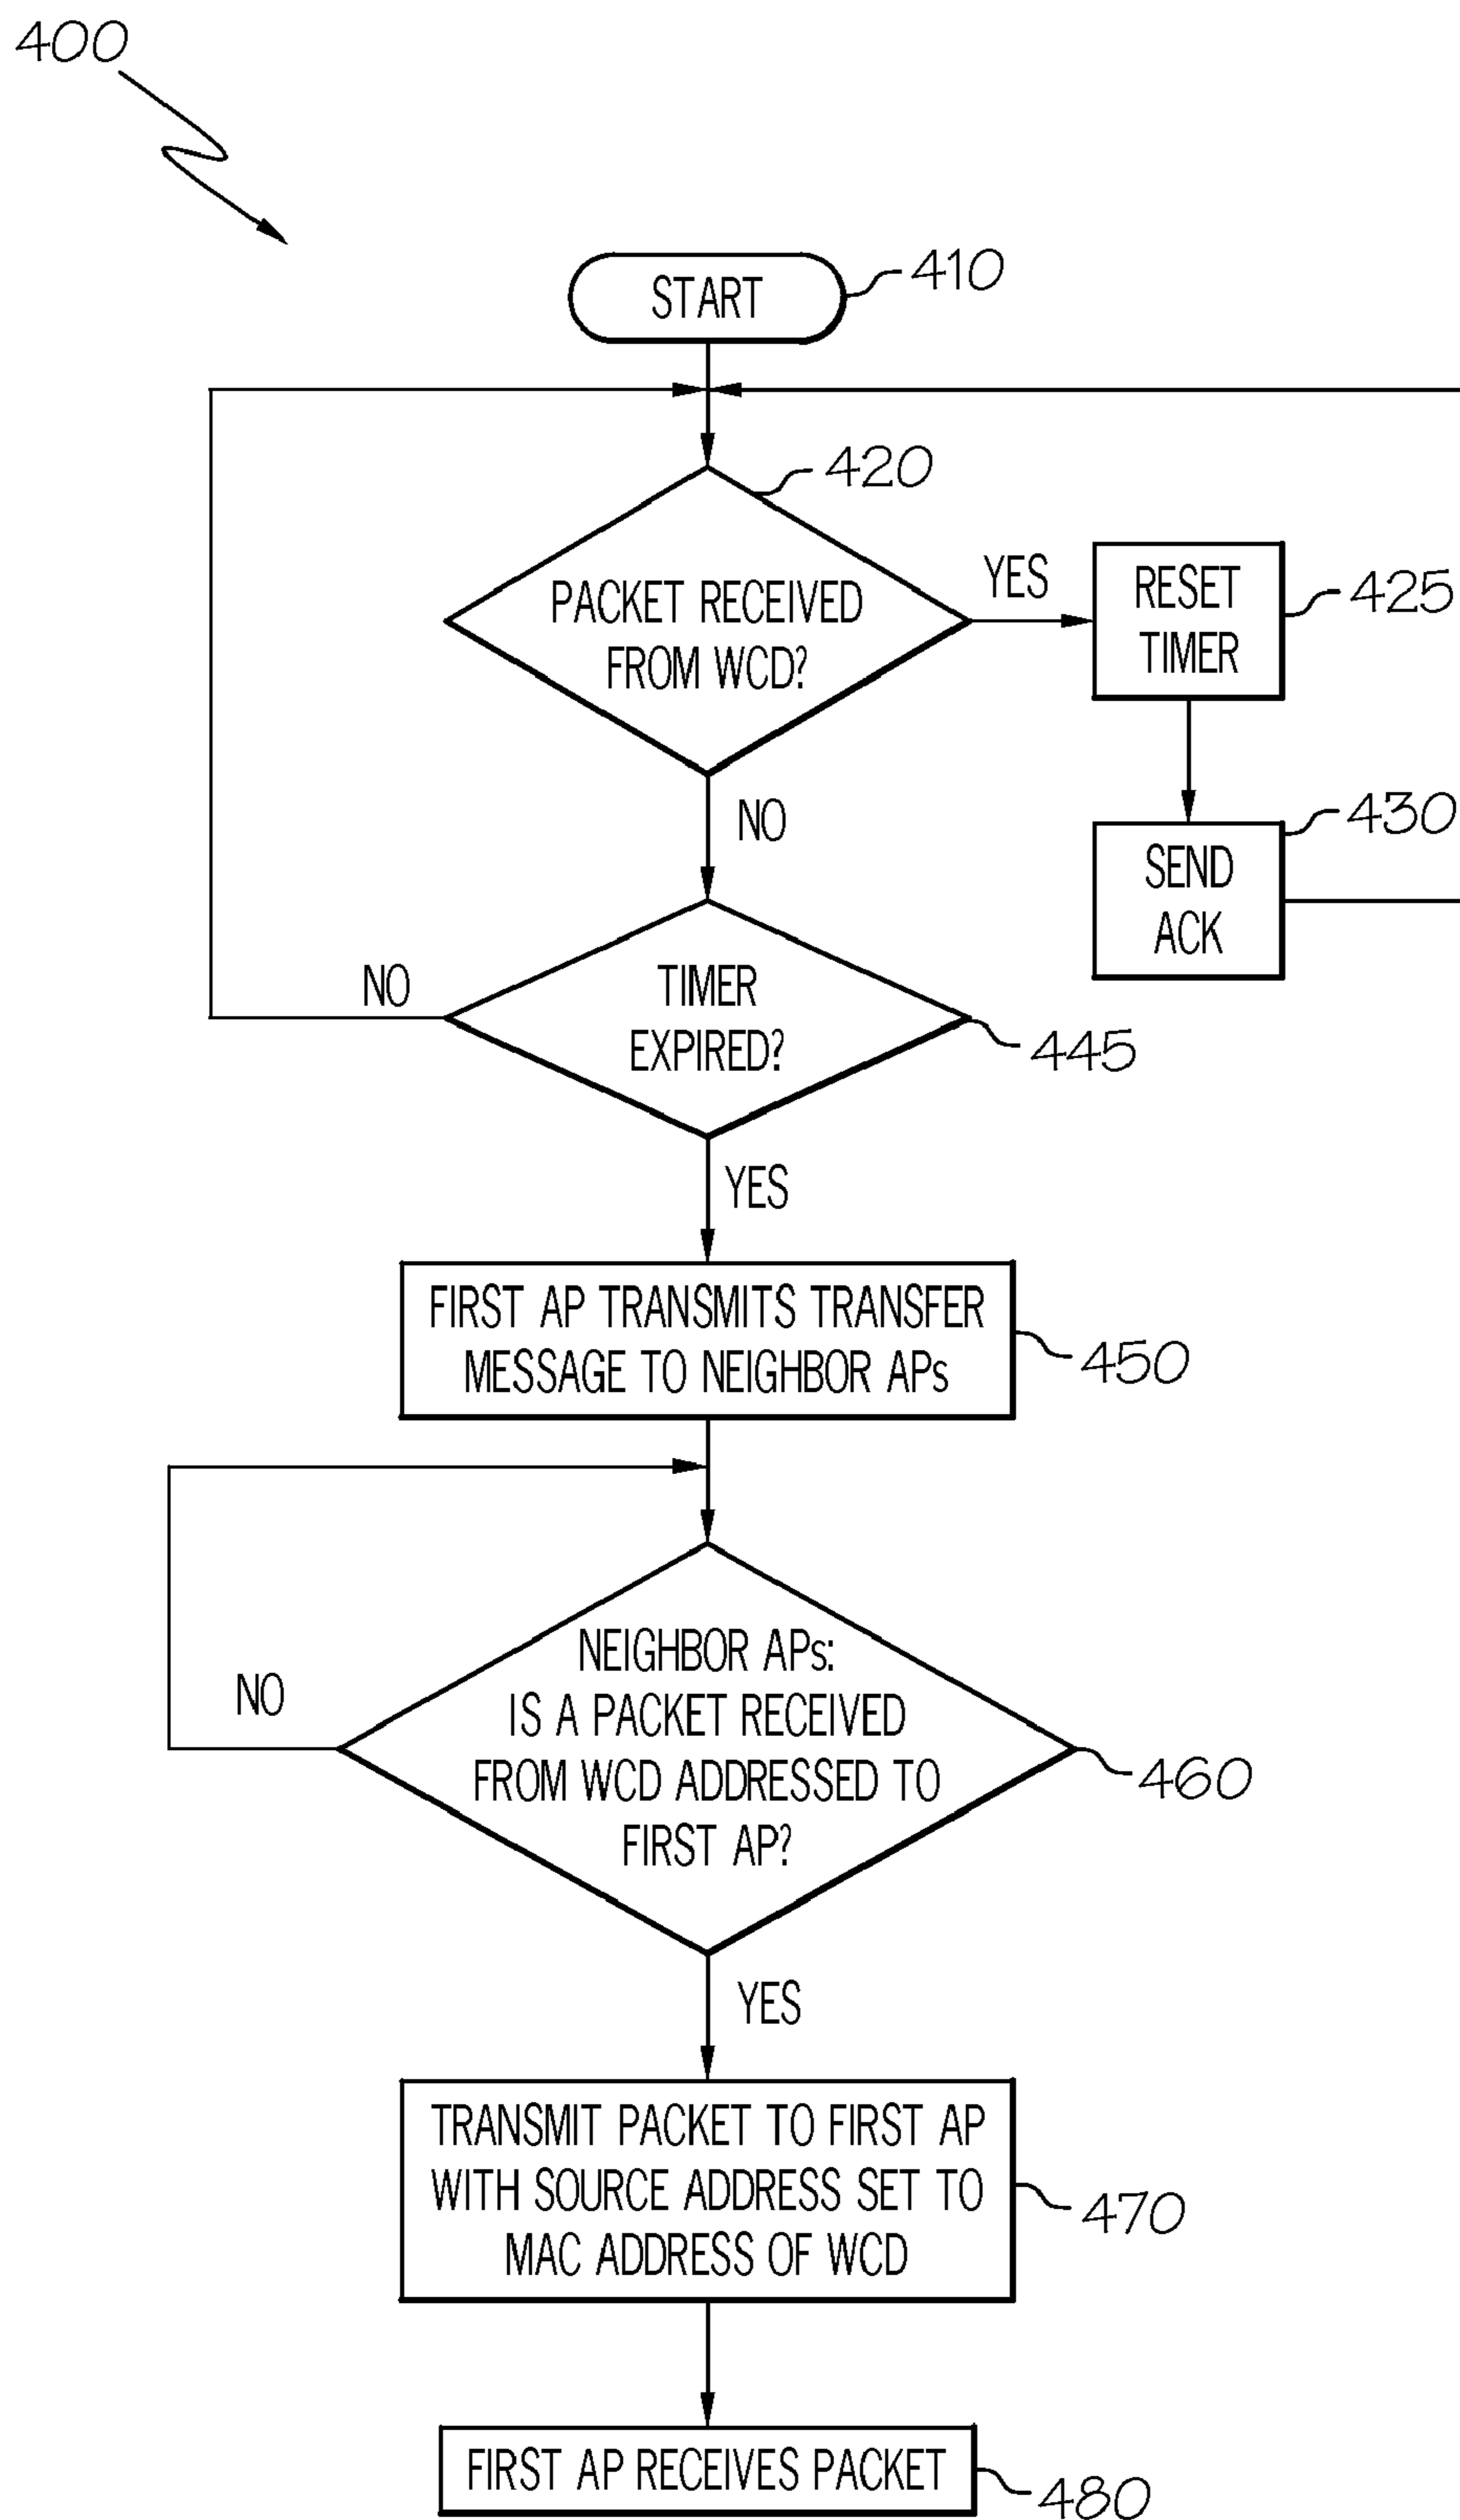 400
START
410
420
PACKET RECEIVED
FROM WCD?
YES
RESET
TIMER
425
NO
SEND
ACK
430
NO
TIMER
EXPIRED?
445
YES
FIRST AP TRANSMITS TRANSFER
MESSAGE TO NEIGHBOR APs
450
NO
NEIGHBOR APs:
IS A PACKET RECEIVED
FROM WCD ADDRESSED TO
FIRST AP?
460
YES
TRANSMIT PACKET TO FIRST AP
WITH SOURCE ADDRESS SET TO
MAC ADDRESS OF WCD
470
FIRST AP RECEIVES PACKET
480